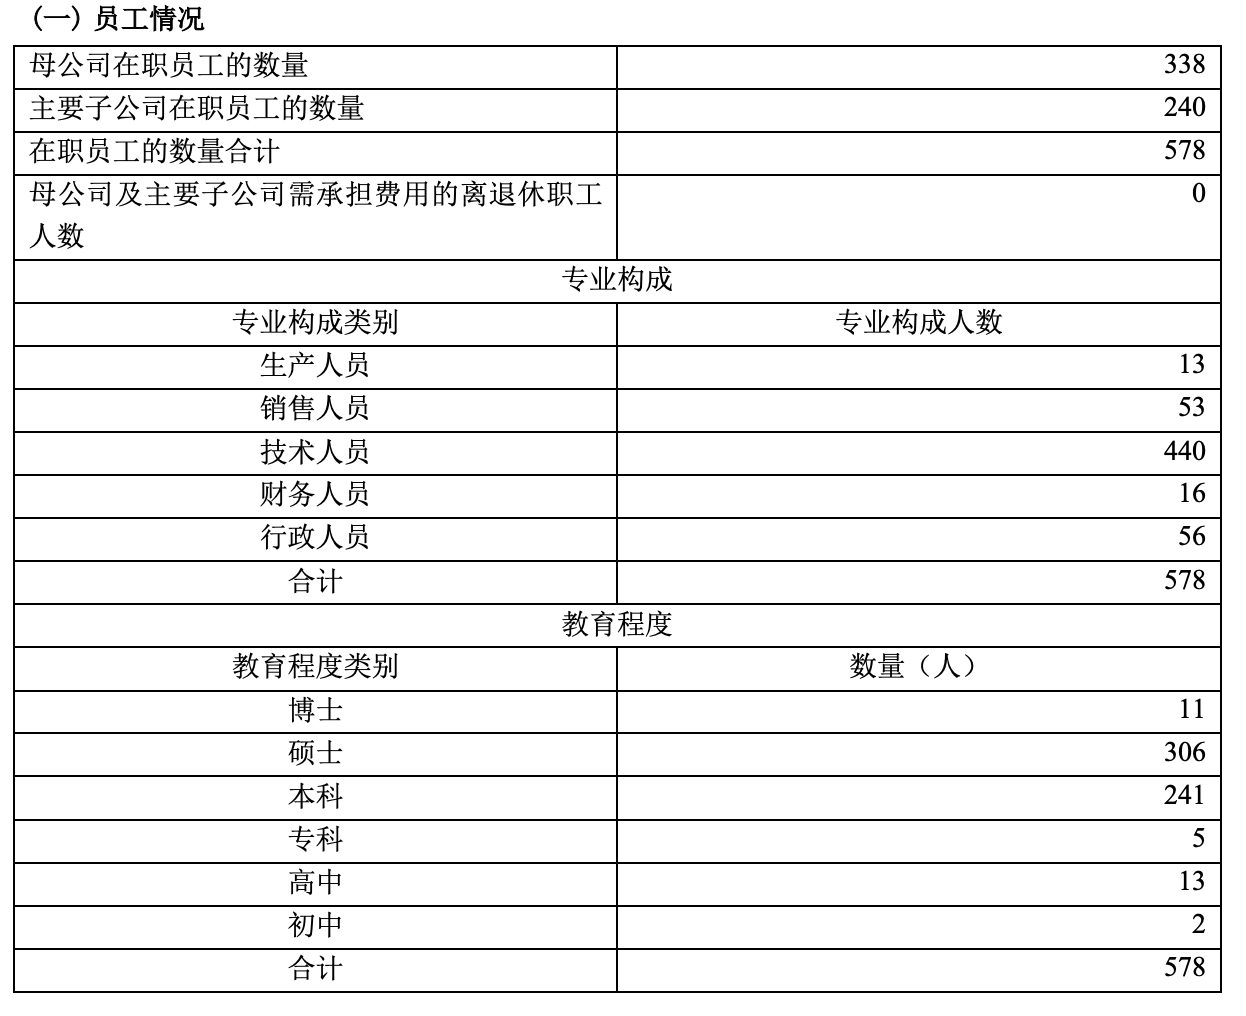 (一) 员工情况
母公司在职员工的数量 338
主要子公司在职员工的数量 240
在职员工的数量合计 578
母公司及主要子公司需承担费用的离退休职工 0
人数
专业构成
专业构成类别 专业构成人数
生产人员 13
销售人员 53
技术人员 440
财务人员 16
行政人员 56
合计 578
教育程度
教育程度类别 数量（人）
博士 11
硕士 306
本科 241
专科 5
高中 13
初中 2
合计 578